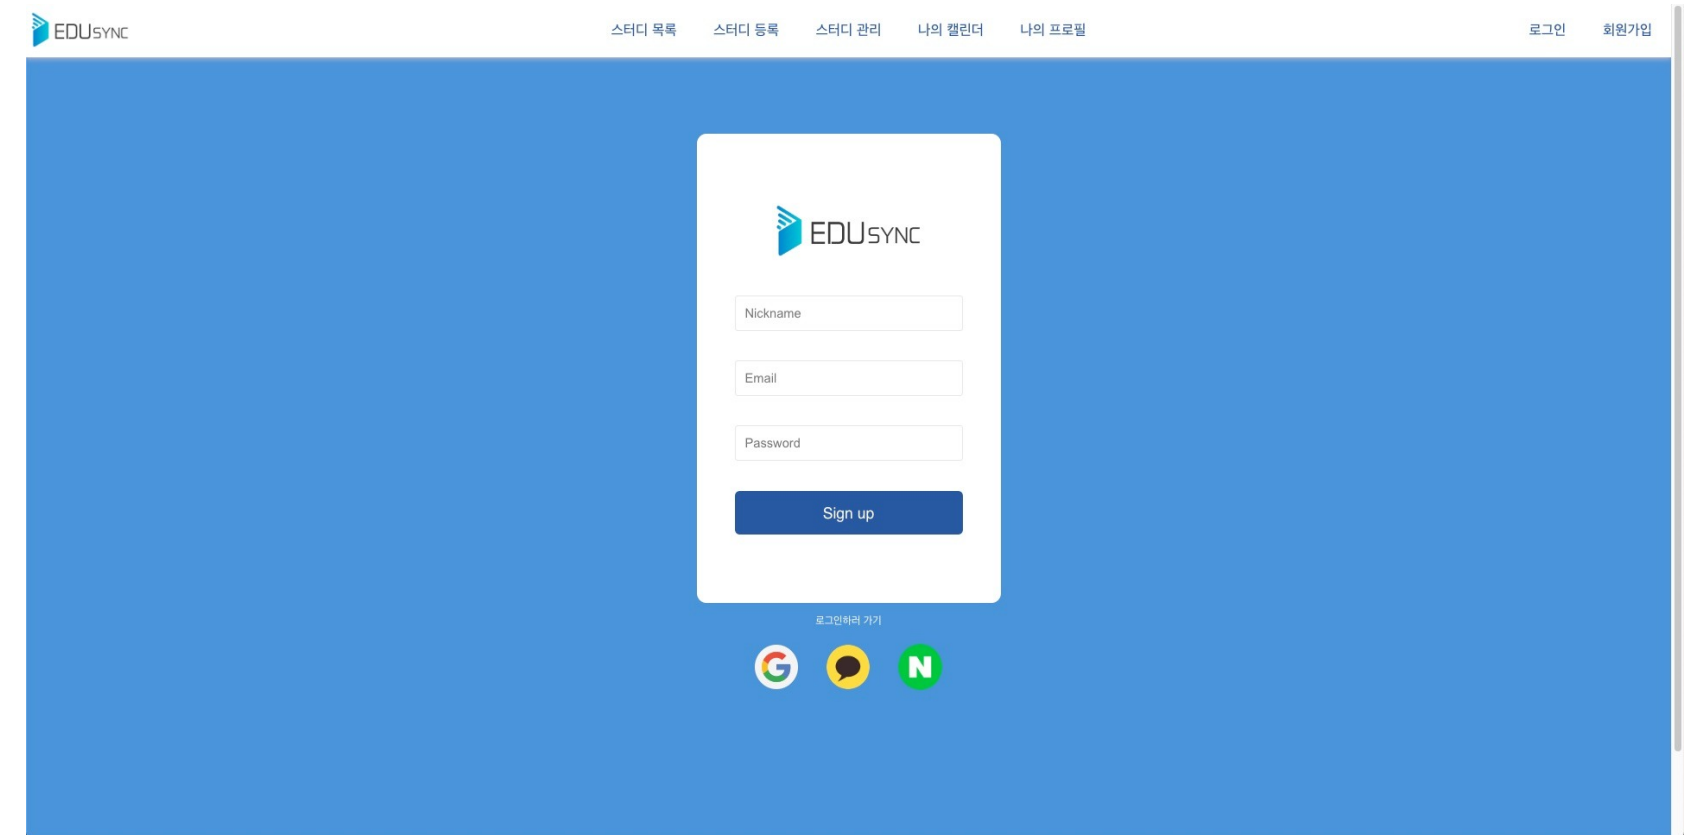 EDUSYNC
스터디 목록 스터디 등록 스터디 관리 나의 캘린더 나의 프로필 로그인 회원가입
EDUSYNC
Nickname
Email
Password
Sign up
로그인하러 가기
G N